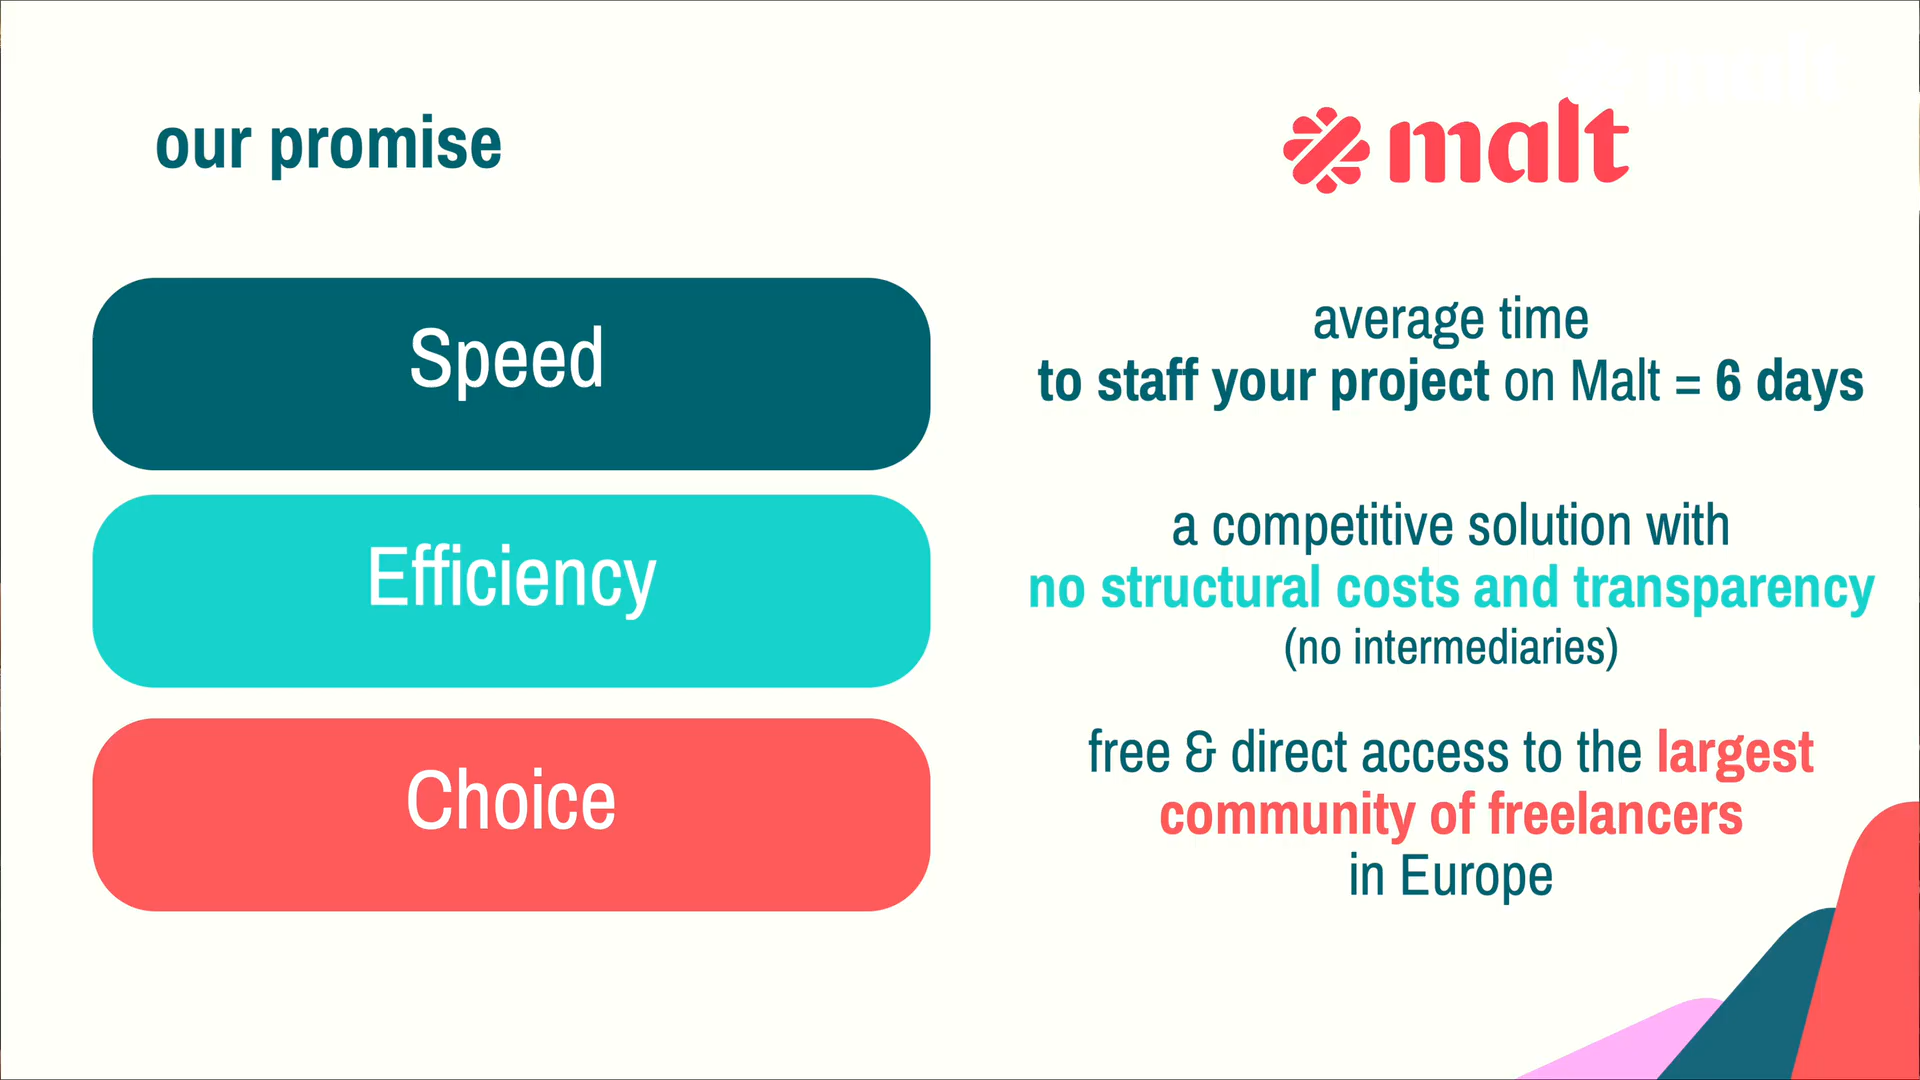 our promise
malt
Speed
average time
to staff your project on Malt = 6 days
Efficiency
a competitive solution with
no structural costs and transparency
(no intermediaries)
Choice
free & direct access to the largest
community of freelancers
in Europe